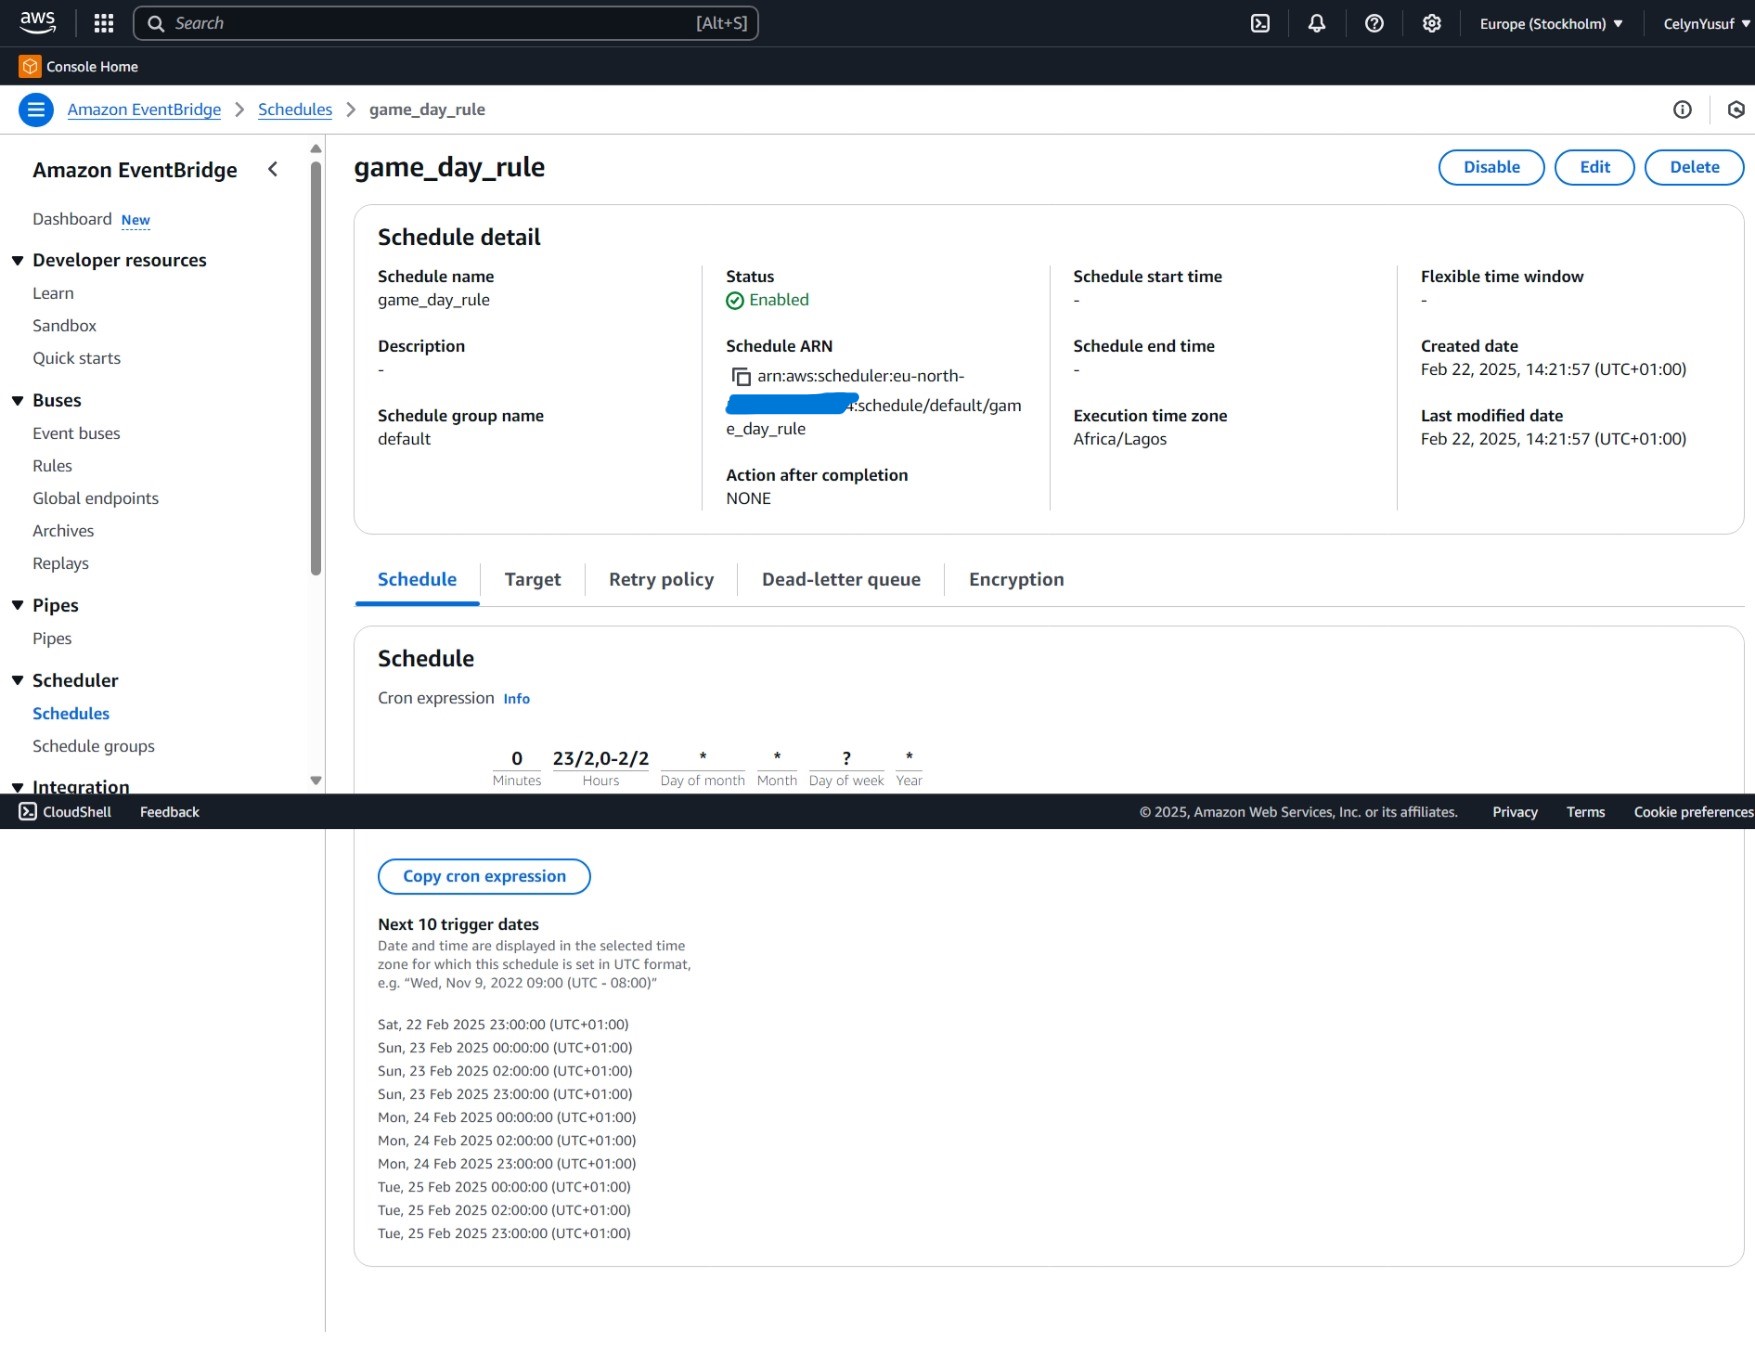 aws
Search [Alt+S]
Europe (Stockholm)
CelynYusuf
Console Home
Amazon EventBridge
Schedules
game_day_rule
Amazon EventBridge
Dashboard New
Developer resources
Learn
Sandbox
Quick starts
Buses
Event buses
Rules
Global endpoints
Archives
Replays
Pipes
Pipes
Scheduler
Schedules
Schedule groups
Integration
game_day_rule
Disable
Edit
Delete
Schedule detail
Schedule name
game_day_rule
Description
-
Schedule group name
default
Status
Enabled
Schedule ARN
arn:aws:scheduler:eu-north-
4:schedule/default/gam
e_day_rule
Action after completion
NONE
Schedule start time
-
Schedule end time
-
Execution time zone
Africa/Lagos
Flexible time window
-
Created date
Feb 22, 2025, 14:21:57 (UTC+01:00)
Last modified date
Feb 22, 2025, 14:21:57 (UTC+01:00)
Schedule
Target
Retry policy
Dead-letter queue
Encryption
Schedule
Cron expression Info
0 23/2,0-2/2 * * ? *
Minutes Hours Day of month Month Day of week Year
CloudShell Feedback
© 2025, Amazon Web Services, Inc. or its affiliates. Privacy Terms Cookie preferences
Copy cron expression
Next 10 trigger dates
Date and time are displayed in the selected time
zone for which this schedule is set in UTC format,
e.g. "Wed, Nov 9, 2022 09:00 (UTC - 08:00)"
Sat, 22 Feb 2025 23:00:00 (UTC+01:00)
Sun, 23 Feb 2025 00:00:00 (UTC+01:00)
Sun, 23 Feb 2025 02:00:00 (UTC+01:00)
Sun, 23 Feb 2025 23:00:00 (UTC+01:00)
Mon, 24 Feb 2025 00:00:00 (UTC+01:00)
Mon, 24 Feb 2025 02:00:00 (UTC+01:00)
Mon, 24 Feb 2025 23:00:00 (UTC+01:00)
Tue, 25 Feb 2025 00:00:00 (UTC+01:00)
Tue, 25 Feb 2025 02:00:00 (UTC+01:00)
Tue, 25 Feb 2025 23:00:00 (UTC+01:00)